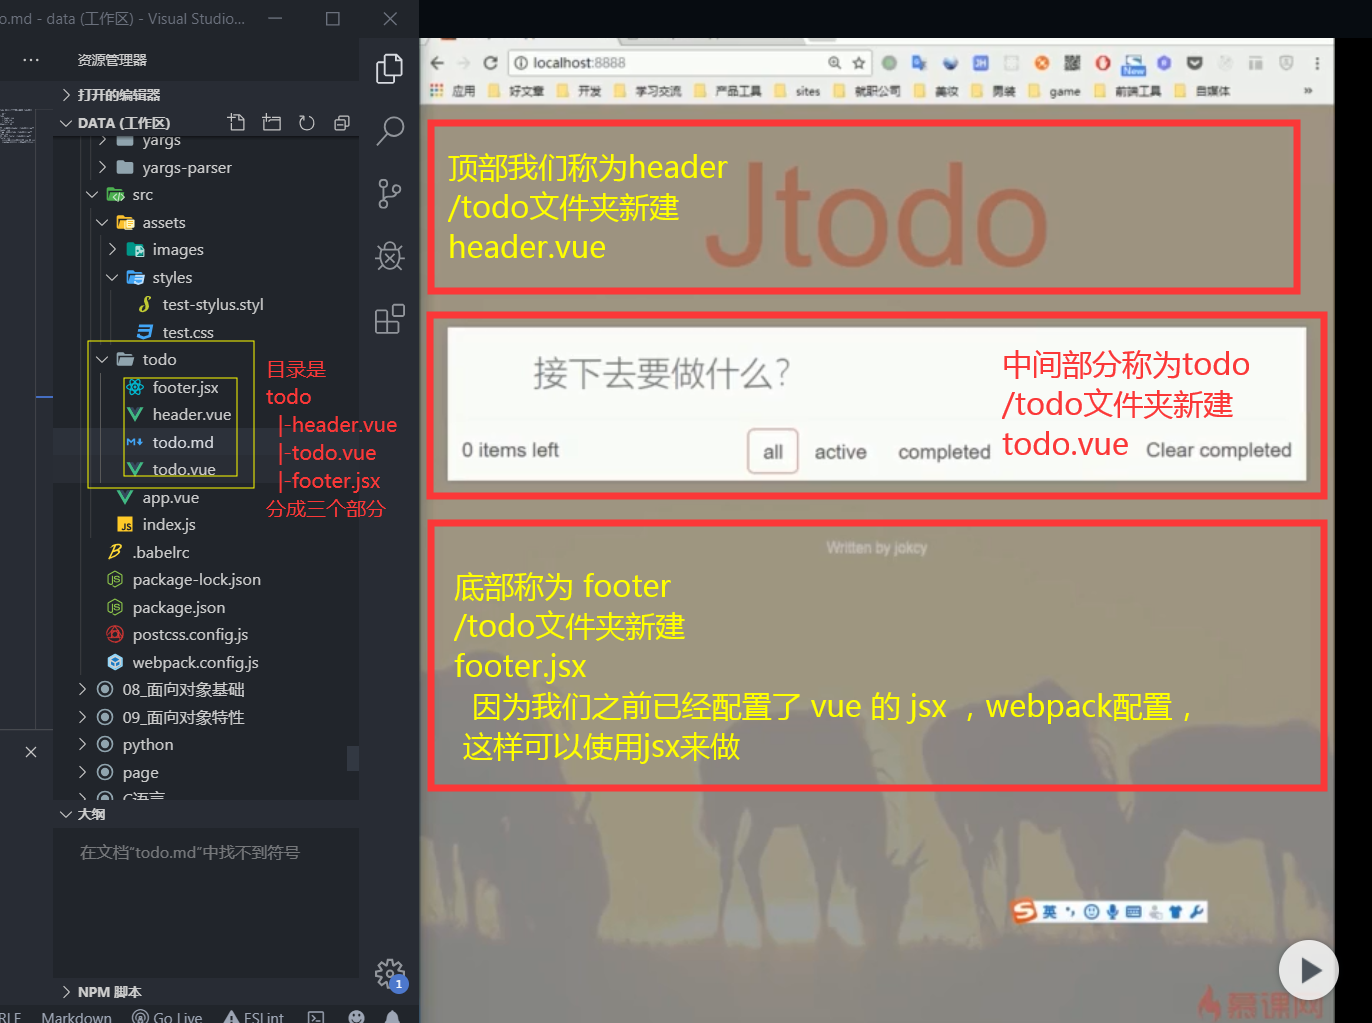 o.md - data (工作区) - Visual Studio...
资源管理器
打开的编辑器
DATA (工作区)
yargs
yargs-parser
src
assets
images
styles
test-stylus.styl
test.css
todo
footer.jsx
header.vue
todo.md
todo.vue
app.vue
index.js
.babelrc
package-lock.json
package.json
postcss.config.js
webpack.config.js
08_面向对象基础
09_面向对象特性
python
page
C语言
大纲
在文档“todo.md”中找不到符号
NPM 脚本
RLF Markdown Go Live ESLint
1
目录是
todo
|-header.vue
|-todo.vue
|-footer.jsx
分成三个部分
localhost:8888
New
应用 好文章 开发 学习交流 产品工具 sites 就职公司 美妆 男装 game 前端工具 自媒体 »
Jtodo
顶部我们称为header
/todo文件夹新建
header.vue
接下去要做什么?
0 items left all active completed Clear completed
中间部分称为todo
/todo文件夹新建
todo.vue
Written by jokcy
底部称为 footer
/todo文件夹新建
footer.jsx
因为我们之前已经配置了 vue 的 jsx ，webpack配置，
这样可以使用jsx来做
英
慕课网